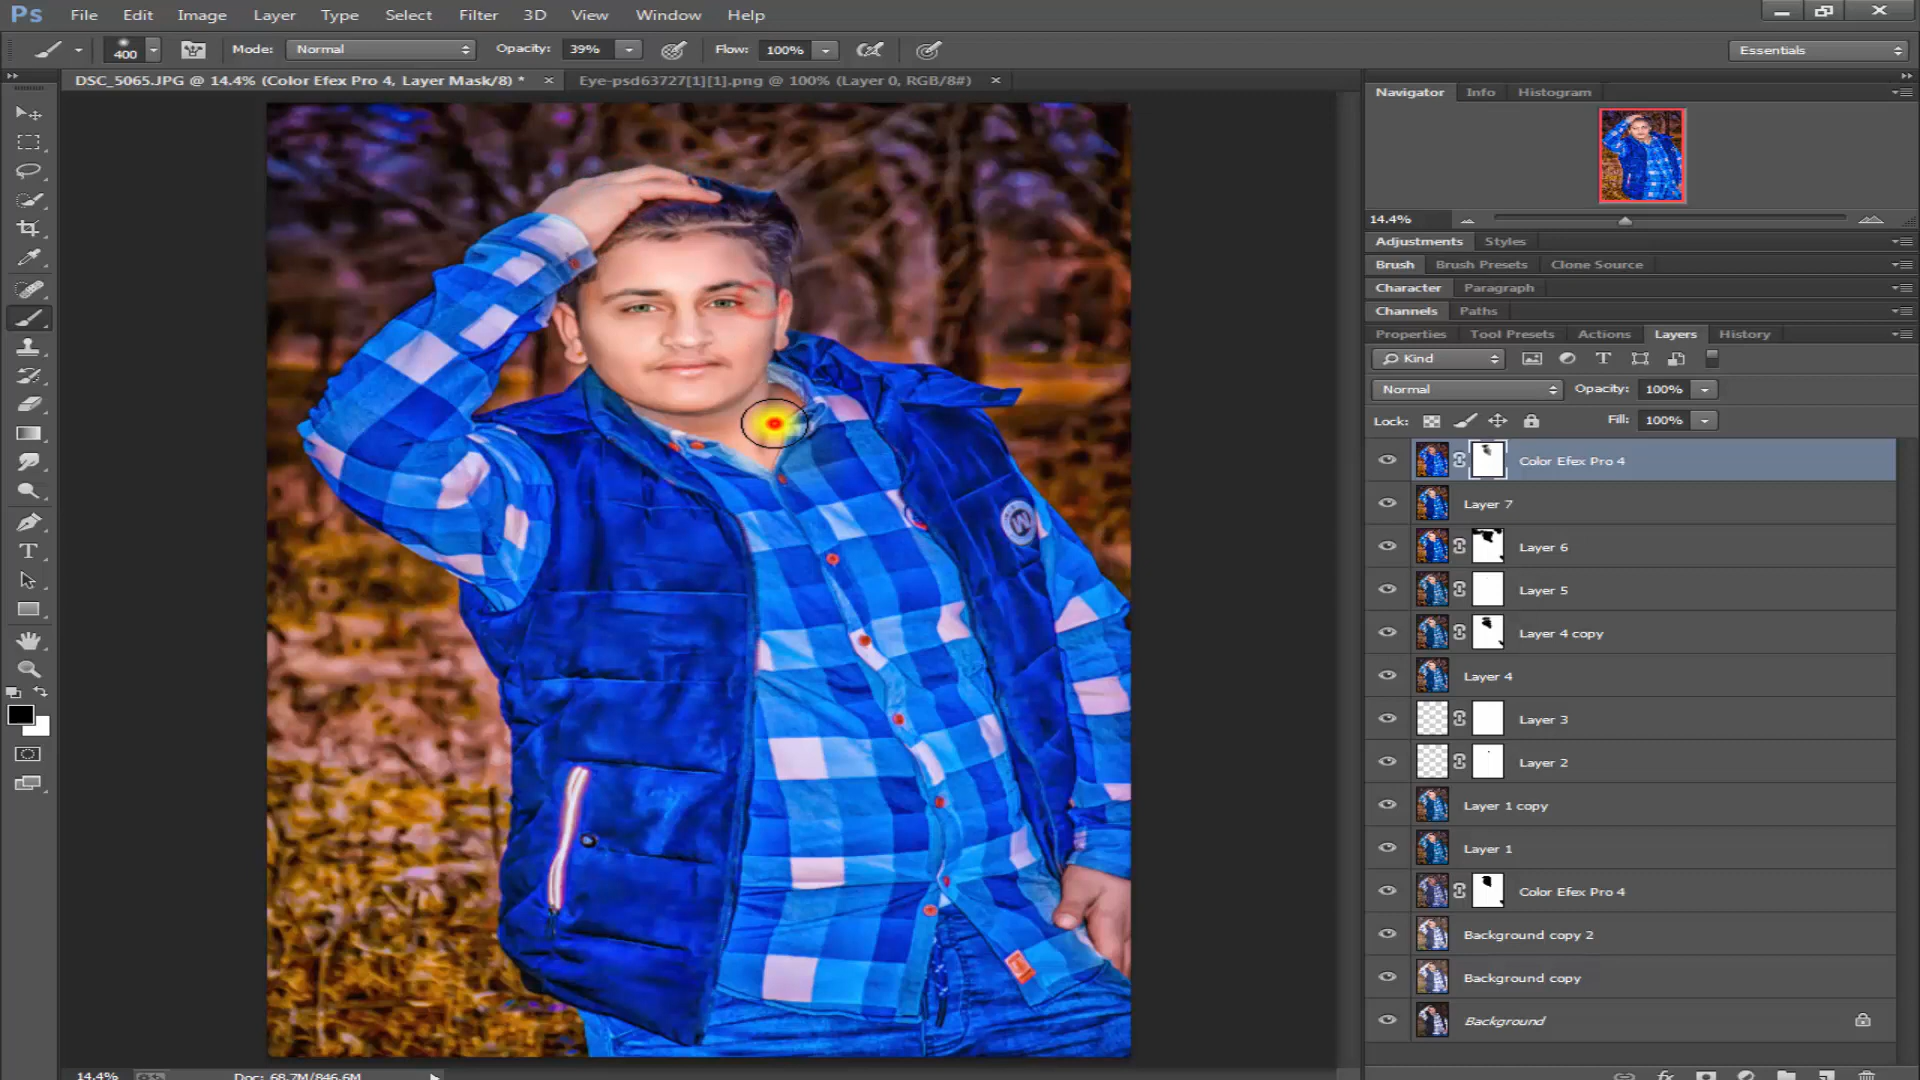 Ps File Edit Image Layer Type Select Filter 3D View Window Help
400 Mode: Normal Opacity: 39% Flow: 100% Essentials
DSC_5065.JPG @ 14.4% (Color Efex Pro 4, Layer Mask/8) * × Eye-psd63727[1][1].png @ 100% (Layer 0, RGB/8#) ×
Navigator Info Histogram
14.4%
Adjustments Styles
Brush Brush Presets Clone Source
Character Paragraph
Channels Paths
Properties Tool Presets Actions Layers History
Kind
Normal Opacity: 100%
Lock: Fill: 100%
Color Efex Pro 4
Layer 7
Layer 6
Layer 5
Layer 4 copy
Layer 4
Layer 3
Layer 2
Layer 1 copy
Layer 1
Color Efex Pro 4
Background copy 2
Background copy
Background
W
14.4% Doc: 68.7M/846.6M